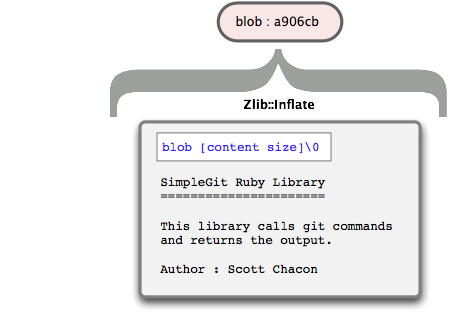 blob : a906cb
Zlib::Inflate
blob [content size]\0
SimpleGit Ruby Library
======================
This library calls git commands
and returns the output.
Author : Scott Chacon